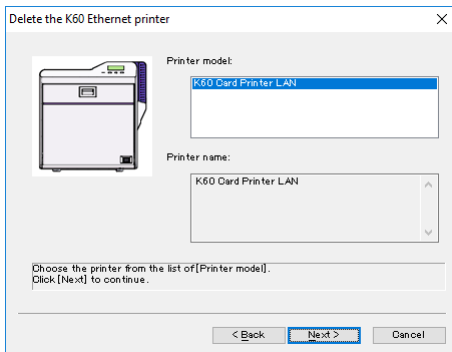 Delete the K60 Ethernet printer
Printer model:
K60 Card Printer LAN
Printer name:
K60 Card Printer LAN
Choose the printer from the list of[Printer model].
Click [Next] to continue.
< Back
Next >
Cancel